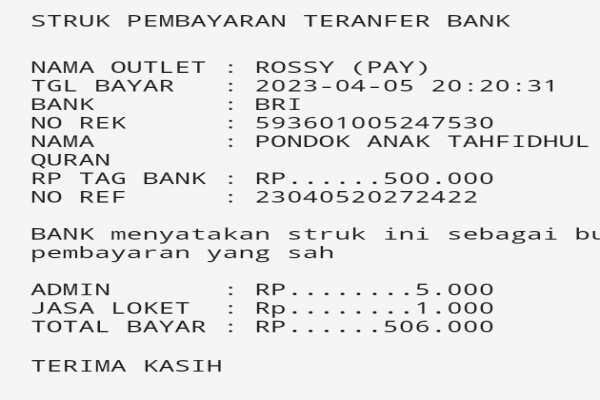 STRUK PEMBAYARAN TERANFER BANK
NAMA OUTLET : ROSSY (PAY)
TGL BAYAR : 2023-04-05 20:20:31
BANK : BRI
NO REK : 593601005247530
NAMA : PONDOK ANAK TAHFIDHUL
QURAN
RP TAG BANK : RP......500.000
NO REF : 23040520272422
BANK menyatakan struk ini sebagai
pembayaran yang sah
ADMIN : RP........5.000
JASA LOKET : Rp........1.000
TOTAL BAYAR : RP......506.000
TERIMA KASIH